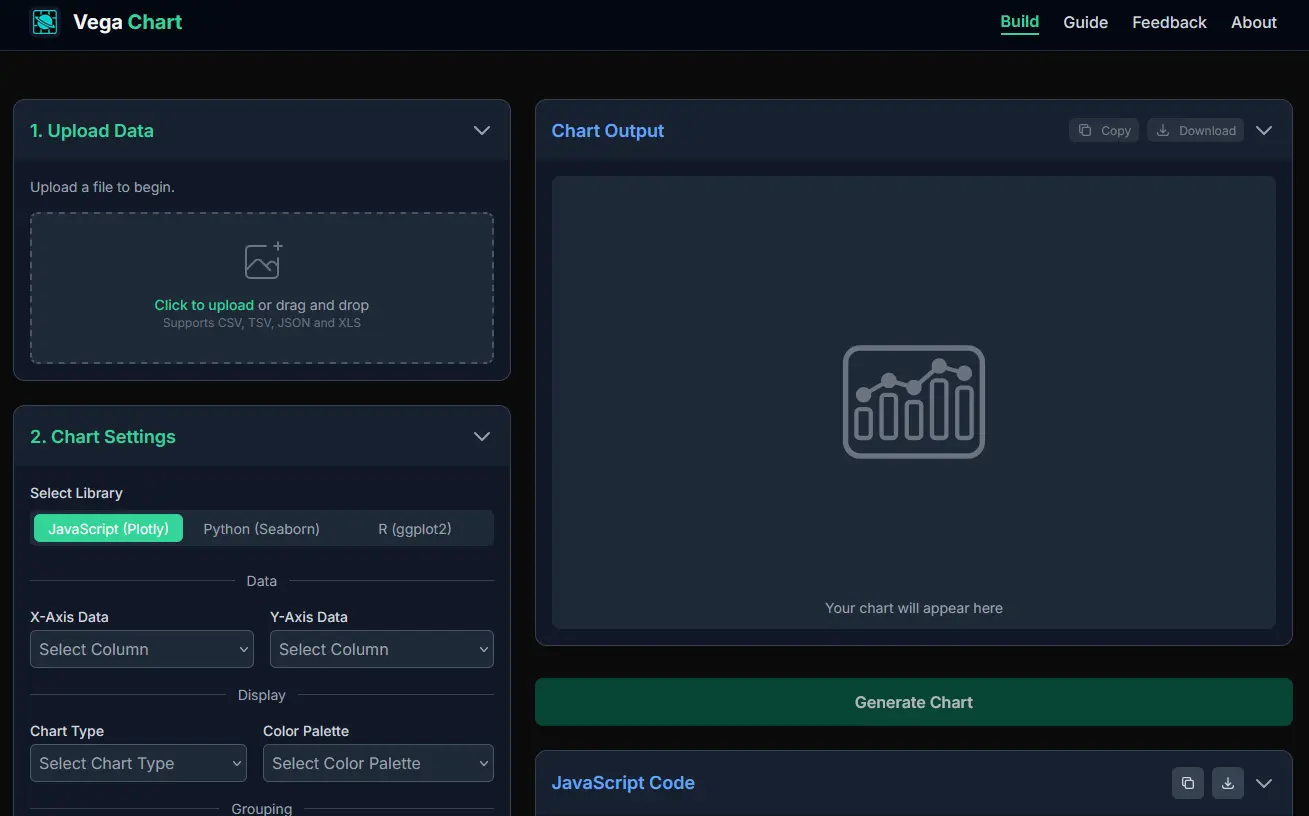 Vega Chart
Build Guide Feedback About
1. Upload Data
Upload a file to begin.
Click to upload or drag and drop
Supports CSV, TSV, JSON and XLS
2. Chart Settings
Select Library
JavaScript (Plotly) Python (Seaborn) R (ggplot2)
Data
X-Axis Data Y-Axis Data
Select Column Select Column
Display
Chart Type Color Palette
Select Chart Type Select Color Palette
Grouping
Chart Output
Copy Download
Your chart will appear here
Generate Chart
JavaScript Code